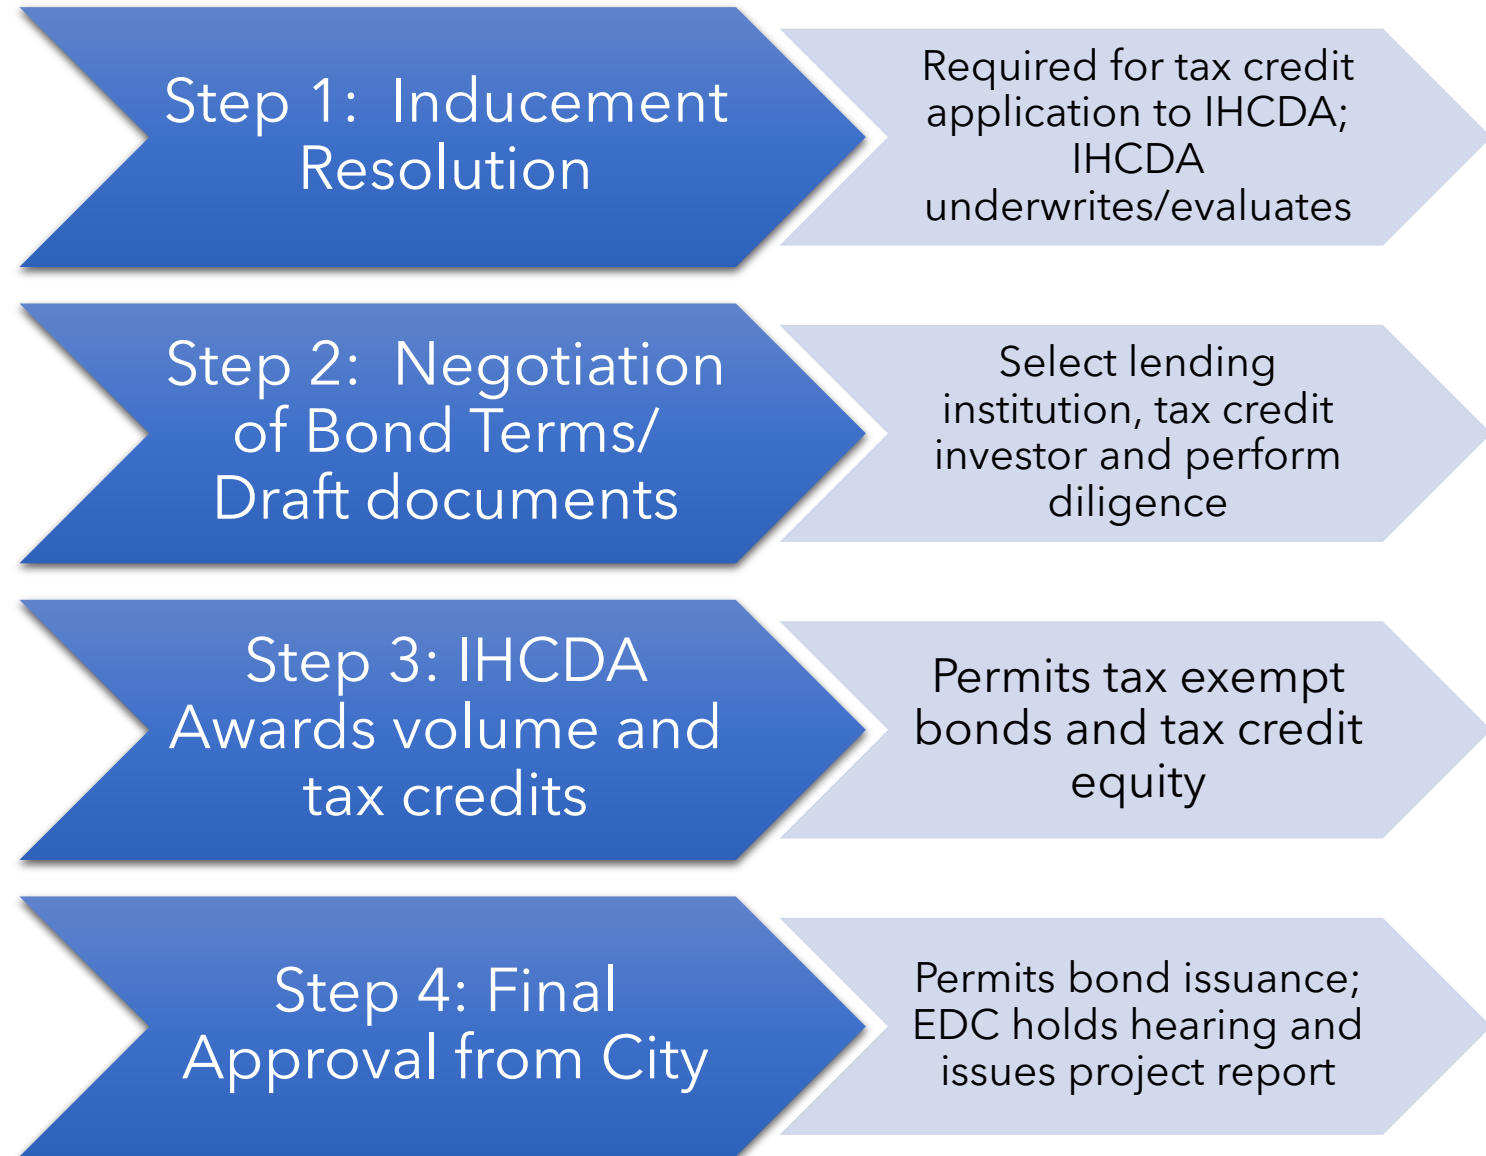 Step 1: Inducement
Resolution
Required for tax credit
application to IHCDA;
IHCDA
underwrites/evaluates
Step 2: Negotiation
of Bond Terms/
Draft documents
Select lending
institution, tax credit
investor and perform
diligence
Step 3: IHCDA
Awards volume and
tax credits
Permits tax exempt
bonds and tax credit
equity
Step 4: Final
Approval from City
Permits bond issuance;
EDC holds hearing and
issues project report